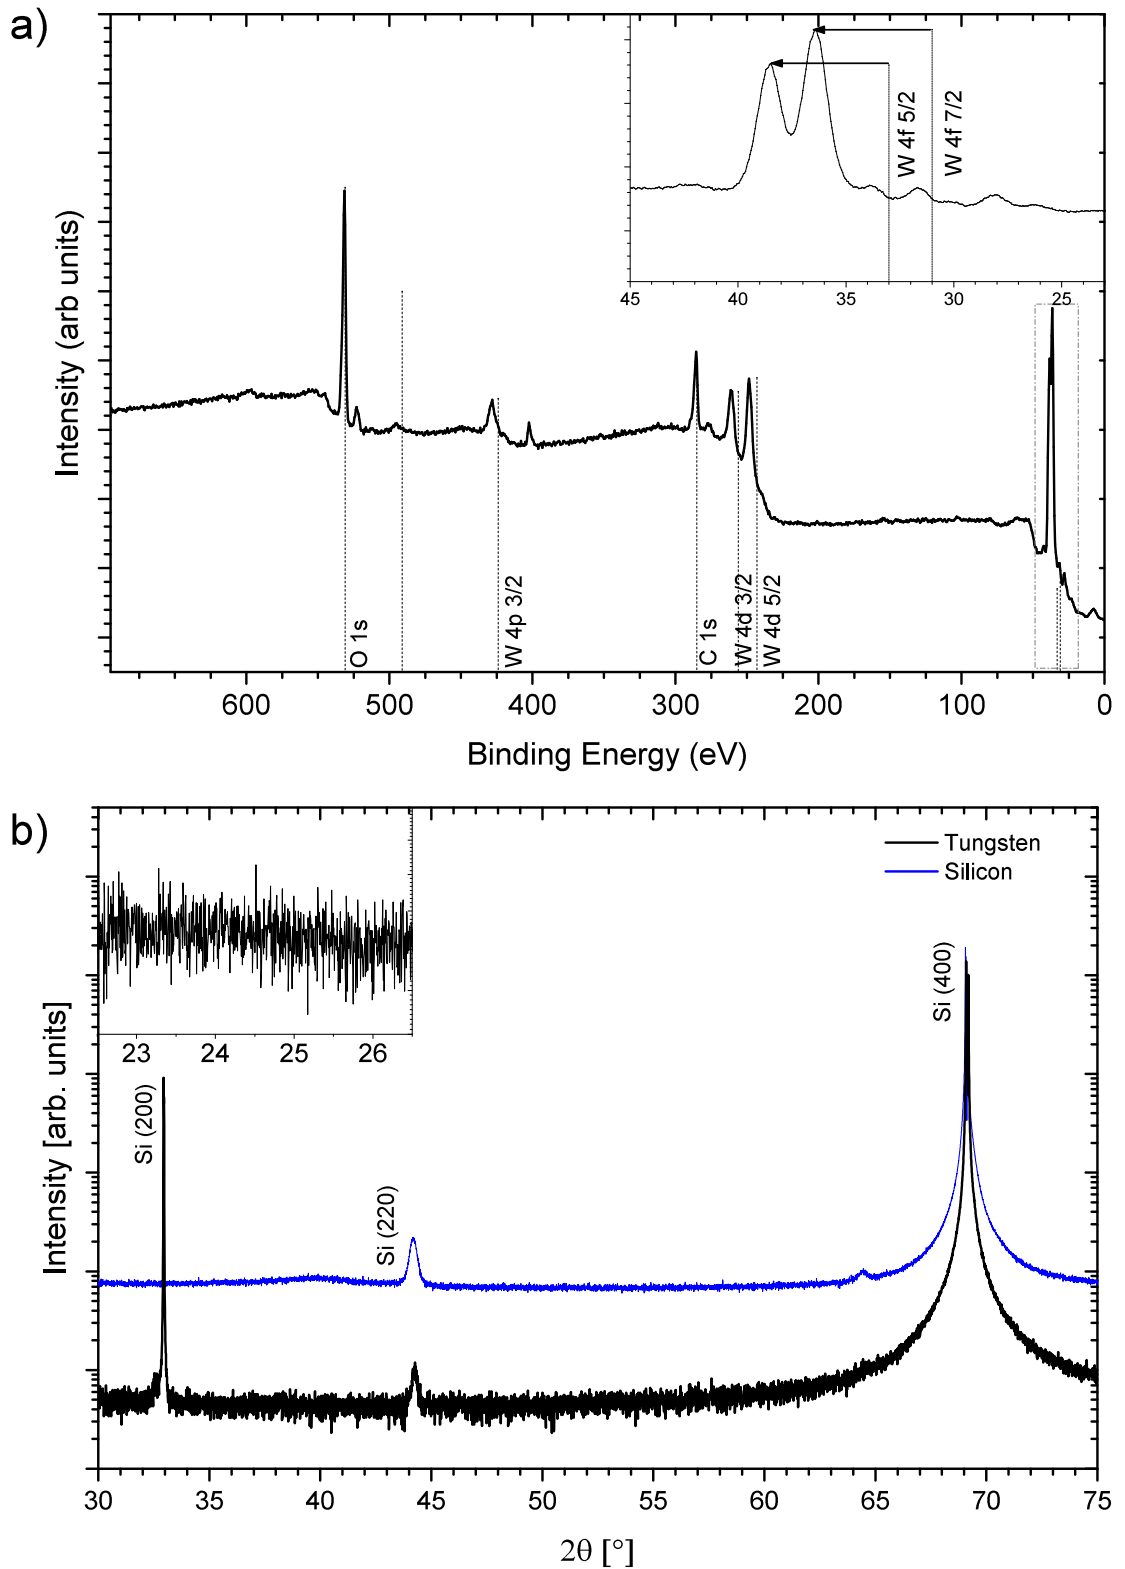 a)
Intensity (arb units)
W 4f 5/2
W 4f 7/2
45 40 35 30 25
O 1s
W 4p 3/2
C 1s
W 4d 3/2
W 4d 5/2
600 500 400 300 200 100 0
Binding Energy (eV)
b)
Tungsten
Silicon
23 24 25 26
Intensity [arb. units]
Si (200)
Si (220)
Si (400)
30 35 40 45 50 55 60 65 70 75
2θ [°]